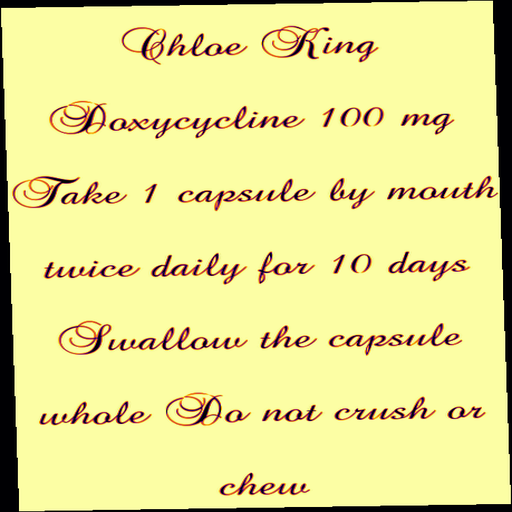 Chloe King
Doxycycline 100 mg
Take 1 capsule by mouth
twice daily for 10 days
Swallow the capsule
whole Do not crush or
chew